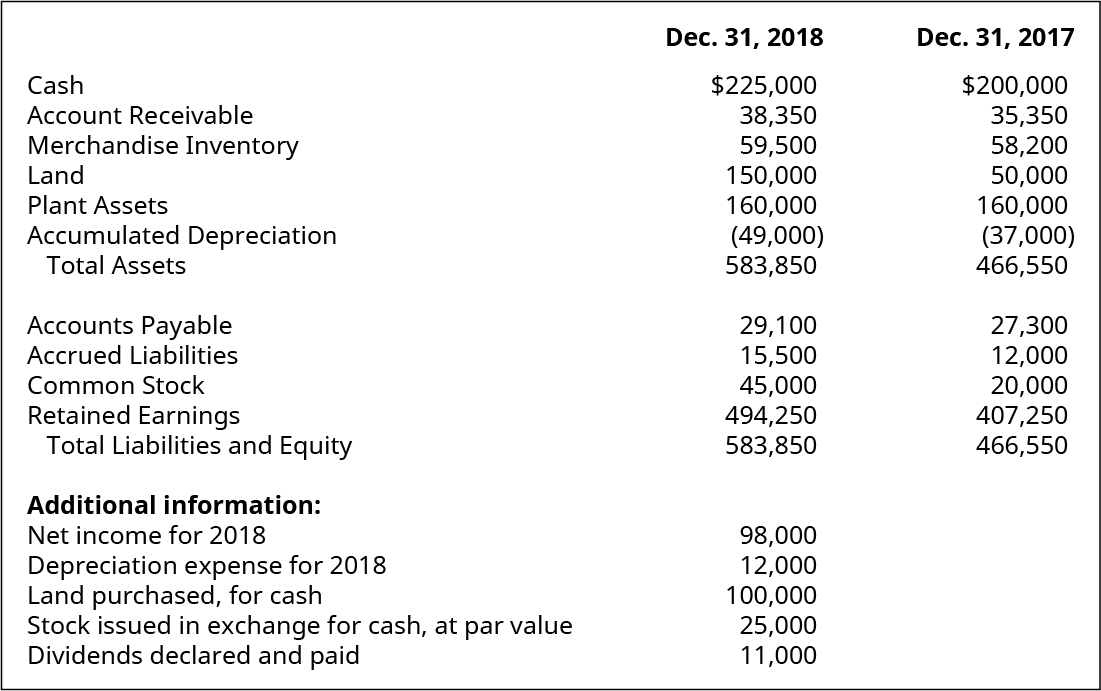 Dec. 31, 2018 Dec. 31, 2017
Cash $225,000 $200,000
Account Receivable 38,350 35,350
Merchandise Inventory 59,500 58,200
Land 150,000 50,000
Plant Assets 160,000 160,000
Accumulated Depreciation (49,000) (37,000)
Total Assets 583,850 466,550
Accounts Payable 29,100 27,300
Accrued Liabilities 15,500 12,000
Common Stock 45,000 20,000
Retained Earnings 494,250 407,250
Total Liabilities and Equity 583,850 466,550
Additional information:
Net income for 2018 98,000
Depreciation expense for 2018 12,000
Land purchased, for cash 100,000
Stock issued in exchange for cash, at par value 25,000
Dividends declared and paid 11,000